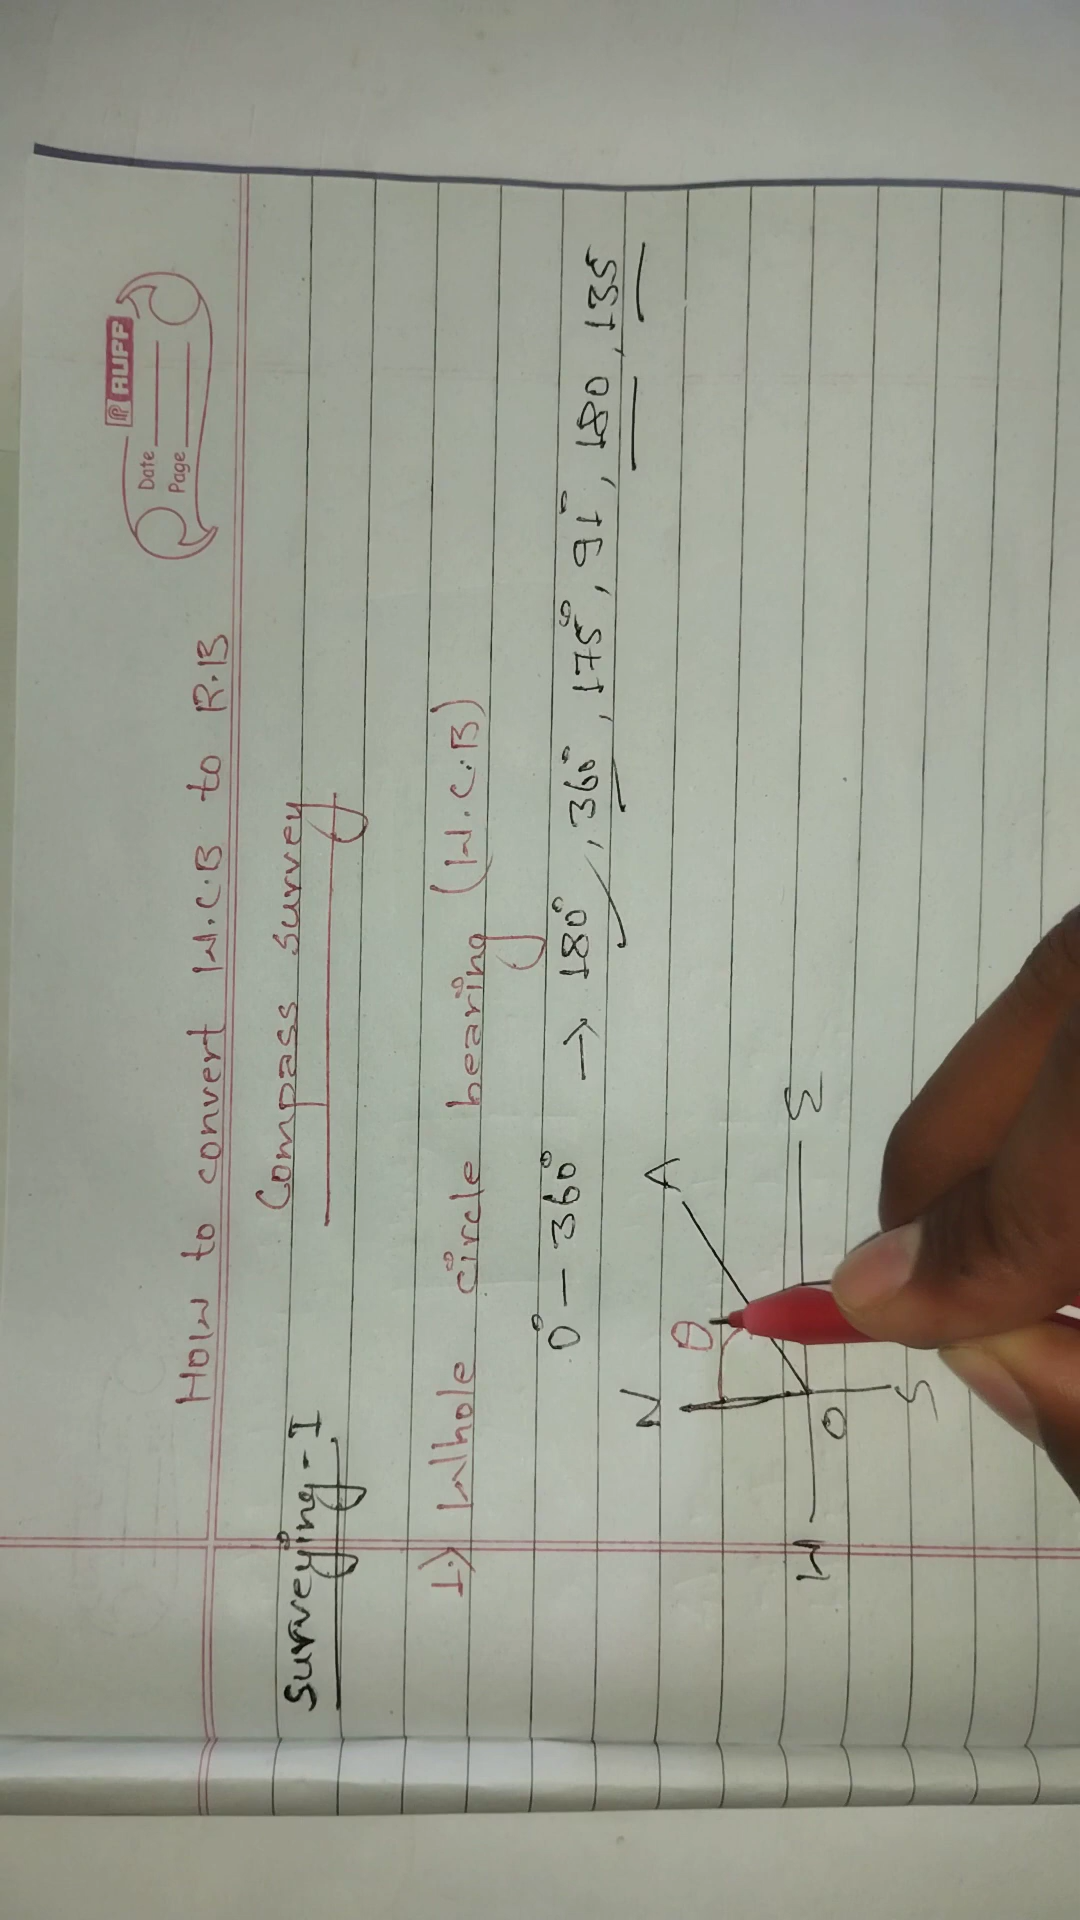 RUFF
Date
Page
How to convert W.C.B to R.B
Surveying-I Compass survey
1.) Whole circle bearing (W.C.B)
0° - 360° → 180°, 360°, 175°, 91°, 180, 135
N
A
θ
W
E
O
S